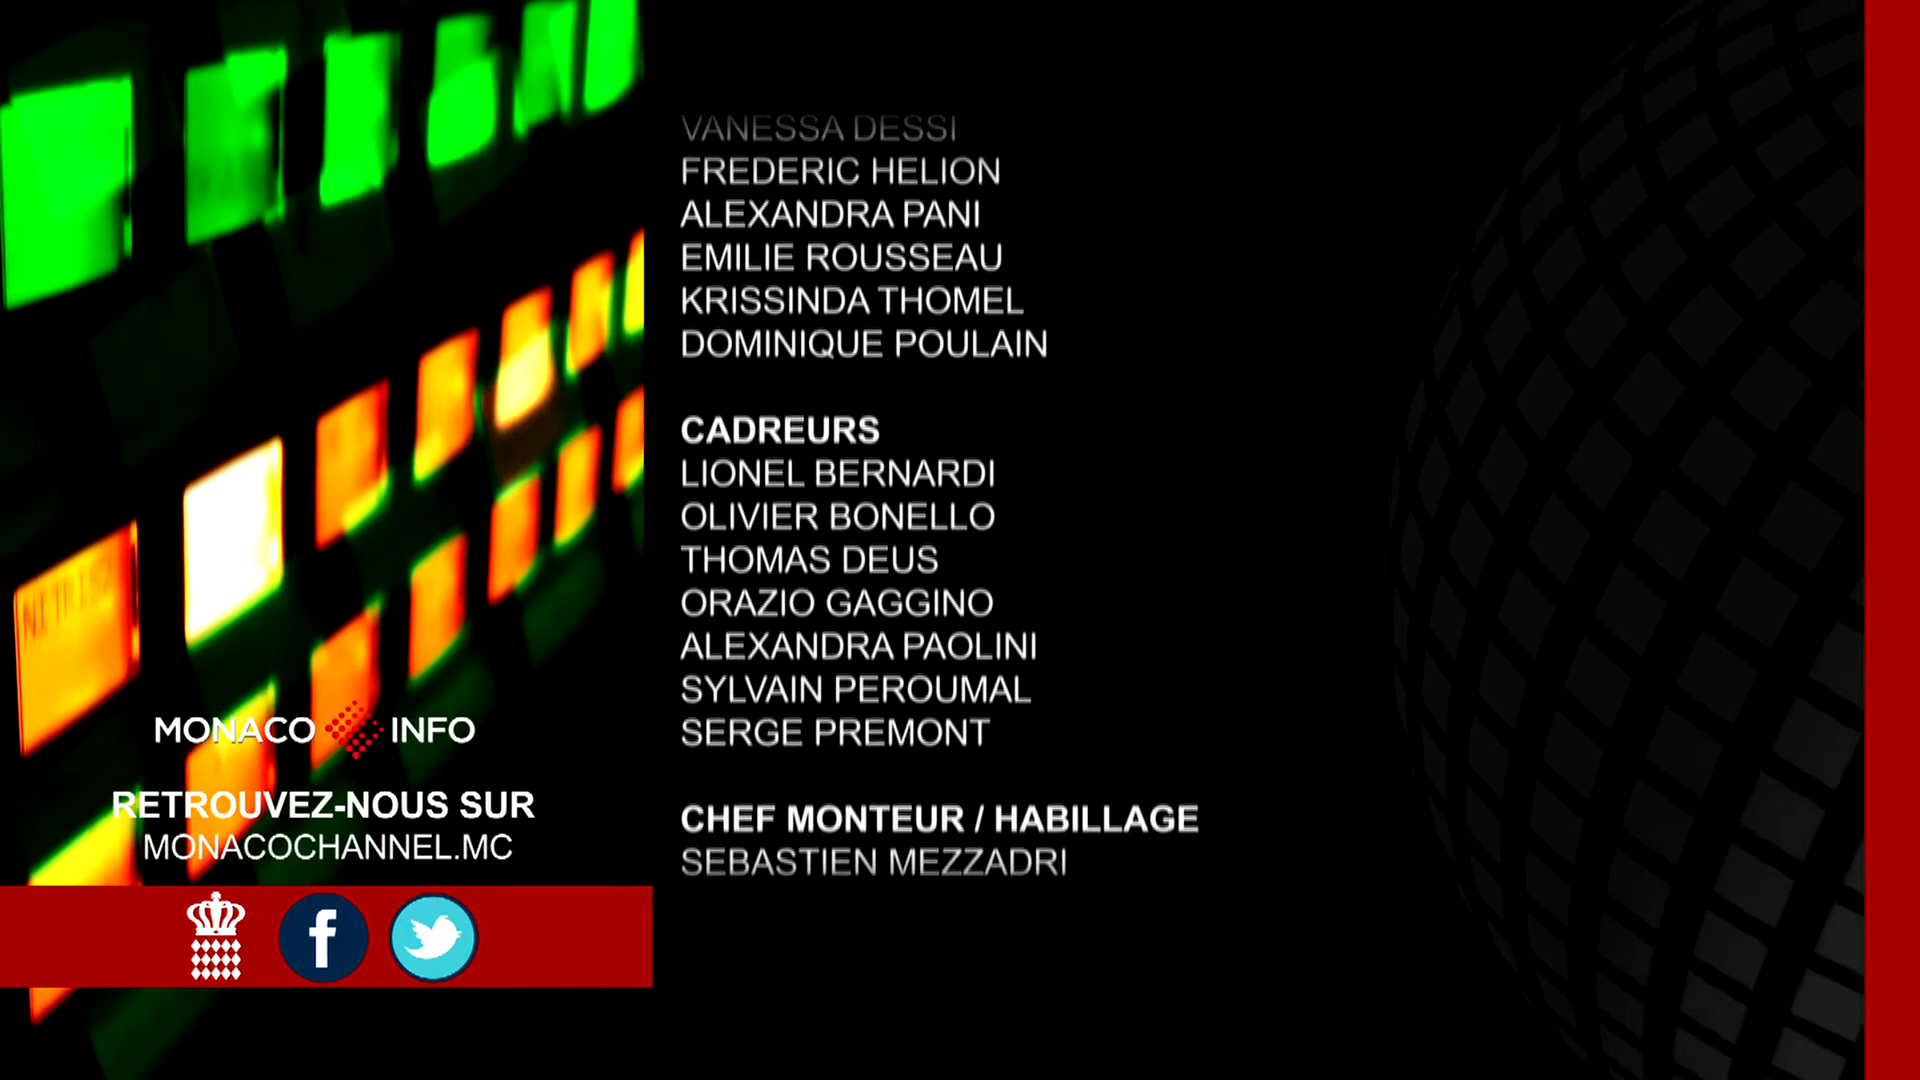 VANESSA DESSI
FREDERIC HELION
ALEXANDRA PANI
EMILIE ROUSSEAU
KRISSINDA THOMEL
DOMINIQUE POULAIN
CADREURS
LIONEL BERNARDI
OLIVIER BONELLO
THOMAS DEUS
ORAZIO GAGGINO
ALEXANDRA PAOLINI
SYLVAIN PEROUMAL
SERGE PREMONT
CHEF MONTEUR / HABILLAGE
SEBASTIEN MEZZADRI
MONACO INFO
RETROUVEZ-NOUS SUR
MONACOCHANNEL.MC